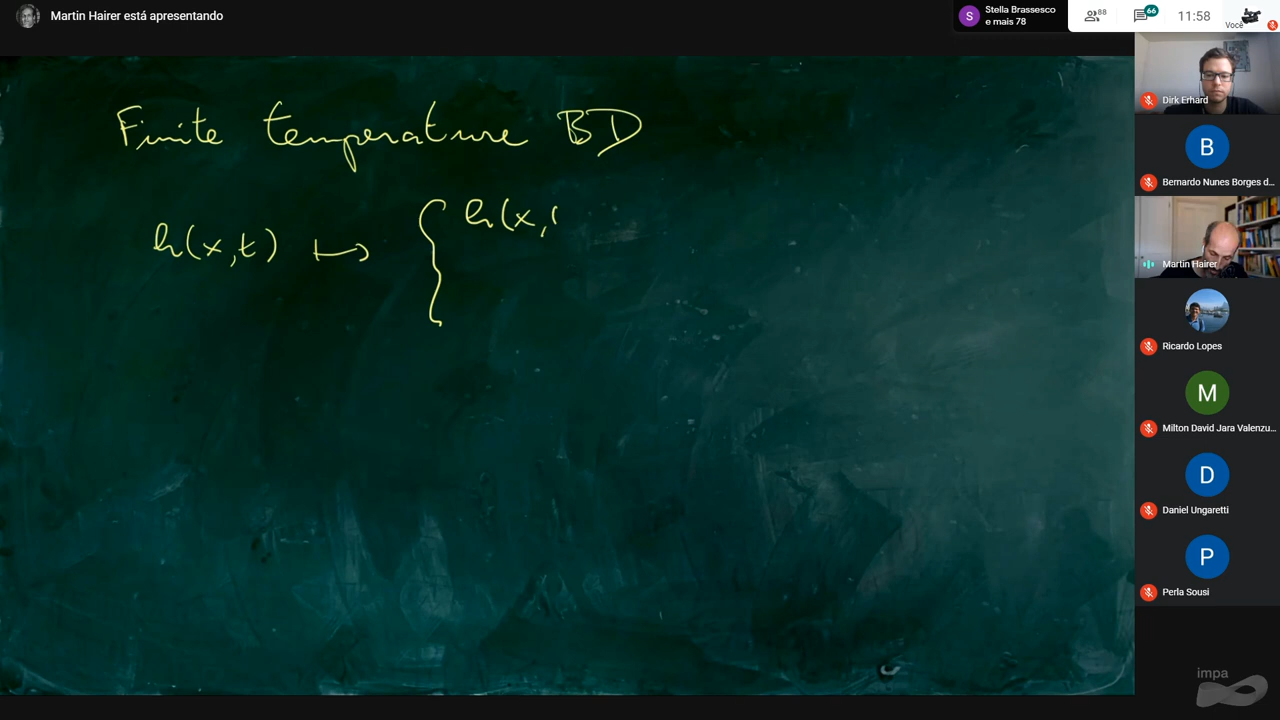 Martin Hairer está apresentando
S
Stella Brassesco
e mais 78
88
66
11:58
Você
Finite temperature BD
h(x,t) ↦ { h(x,(
Dirk Erhard
B
Bernardo Nunes Borges d...
Martin Hairer
Ricardo Lopes
M
Milton David Jara Valenzu...
D
Daniel Ungaretti
P
Perla Sousi
impa